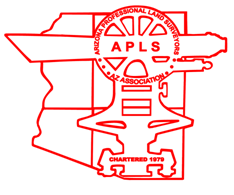 ARIZONA PROFESSIONAL LAND SURVEYORS
APLS
AZ ASSOCIATION
CHARTERED 1979